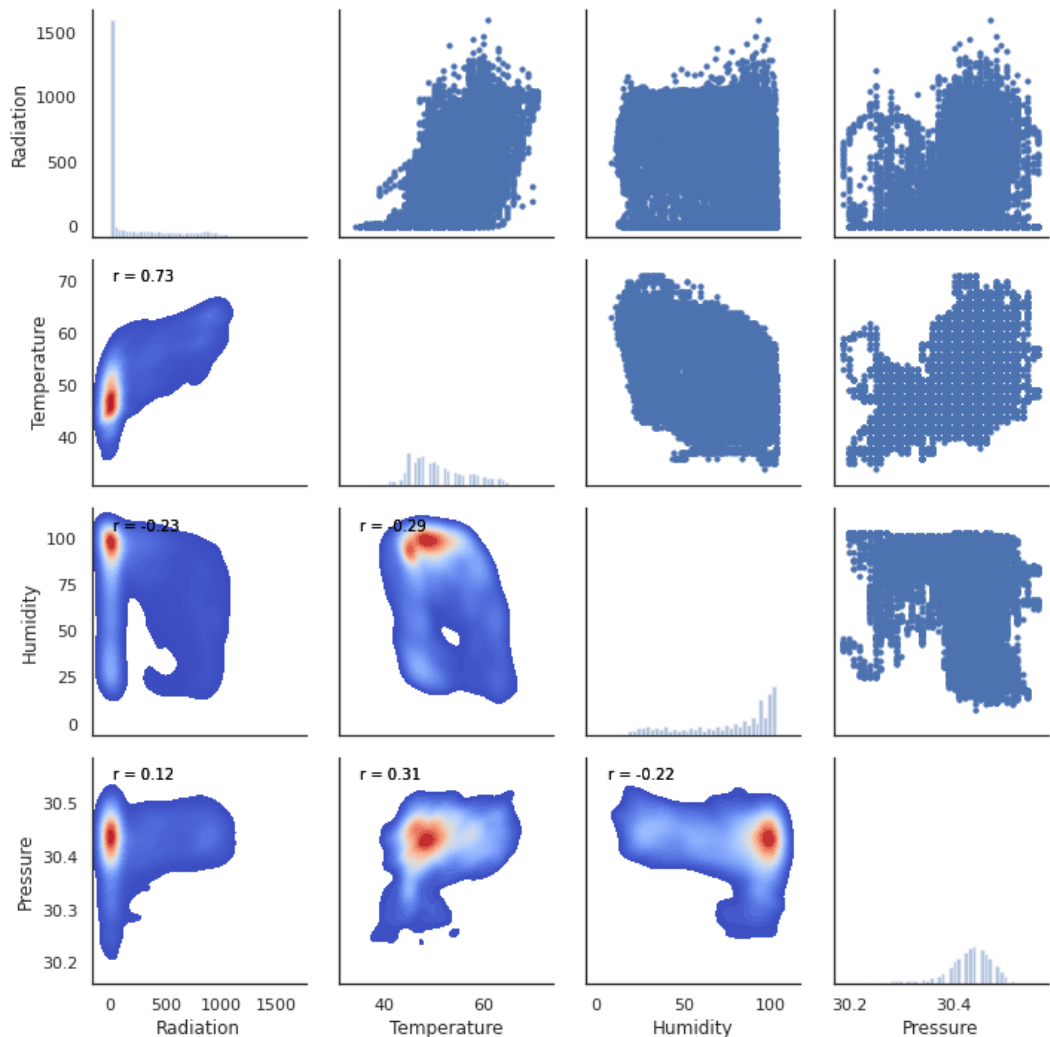 1500
1000
500
0
Radiation
r = 0.73
70
60
50
40
Temperature
r = -0.23
r = -0.29
100
75
50
25
0
Humidity
r = 0.12
r = 0.31
r = -0.22
30.5
30.4
30.3
30.2
Pressure
0 500 1000 1500
40 60
0 50 100
30.2 30.4
Radiation
Temperature
Humidity
Pressure